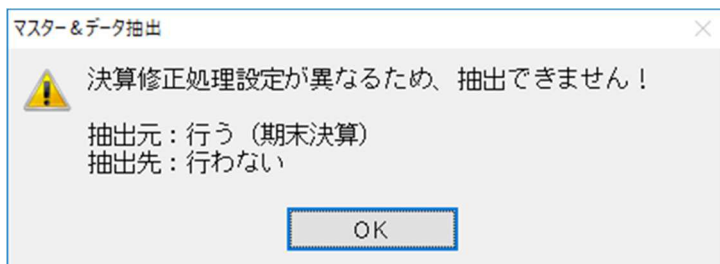 マスター＆データ抽出
決算修正処理設定が異なるため、抽出できません！
抽出元：行う（期末決算）
抽出先：行わない
OK